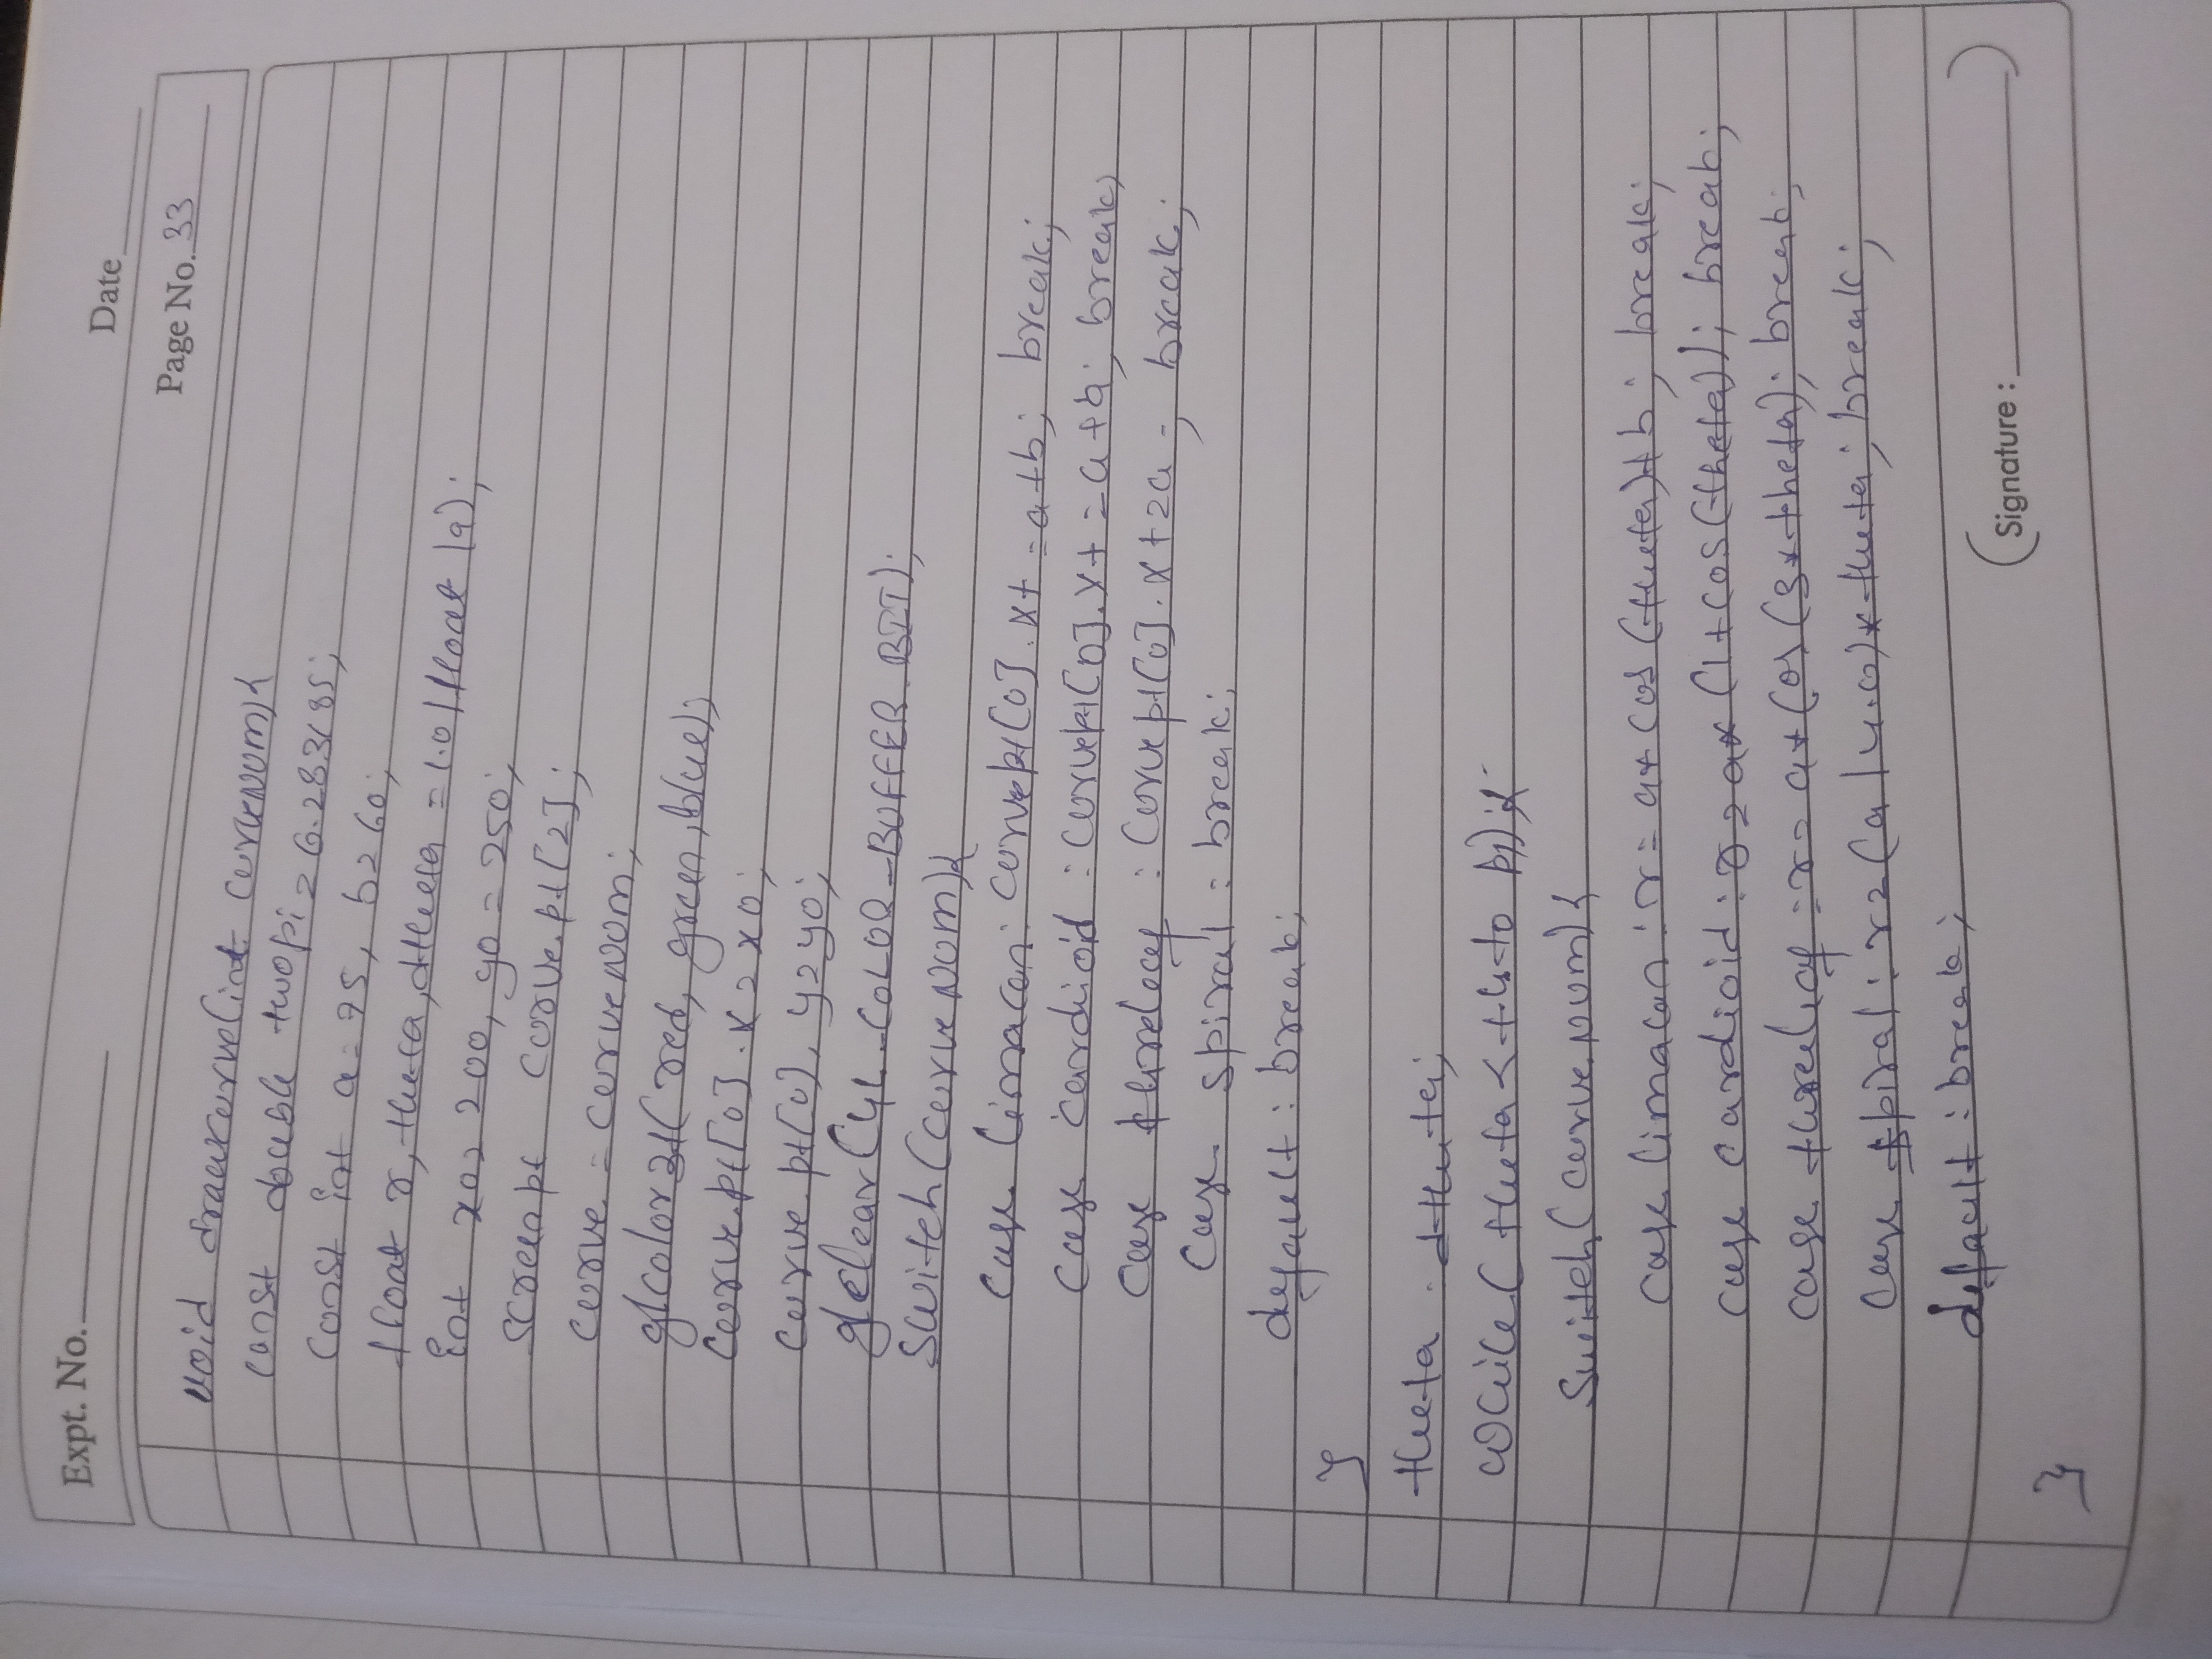 Expt. No.
Date
Page No. 33
void drawcurve(int curveNum){
const double twopi = 6.283185;
const int a = 75, b = 60;
float r, theta, dtheta = 1.0/float(a);
int x0 = 200, y0 = 250;
screenpt curvept[2];
curve = curveNum;
glcolor3f(red, green, blue);
curvept[0].x = x0;
curvept[0].y = y0;
glclear(GL_COLOR_BUFFER_BIT);
Switch(curveNum){
case limacon: curvept[0].x+ = a+b; break;
case cardioid: curvept[0].x+ = a+a; break;
case threleaf: curvept[0].x+2a - break;
case spiral: break;
default: break;
}
theta = dtheta;
while(theta < twopi){
Switch(curvenum){
case limacon: r = a* cos(theta)+b; break;
case cardioid: r = a* (1+cos(theta)); break;
case threeleaf: r = a* cos(3*theta); break;
case spiral: r = (a/4.0)*theta; break;
default: break;
}
(Signature: )